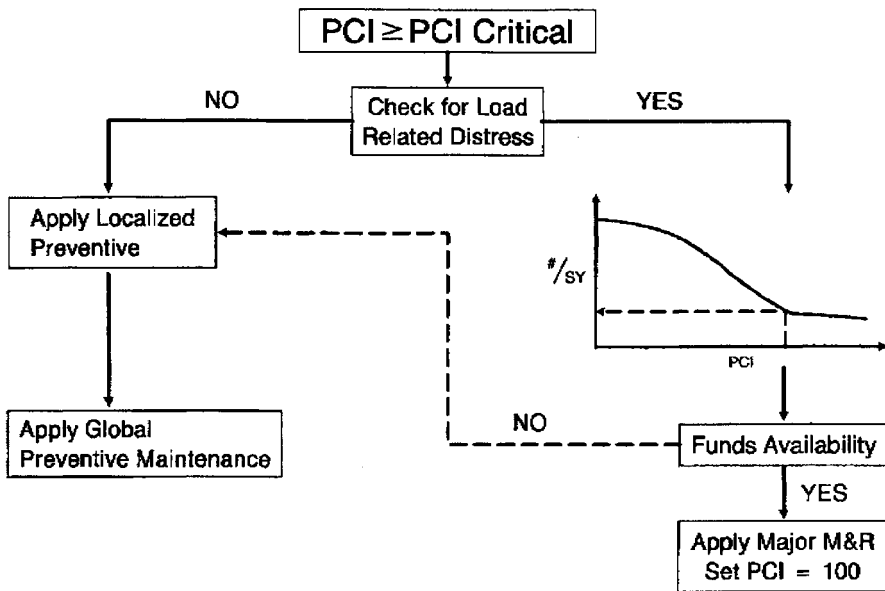 PCI ≥ PCI Critical
NO
Check for Load
Related Distress
YES
Apply Localized
Preventive
#/SY
PCI
Apply Global
Preventive Maintenance
NO
Funds Availability
YES
Apply Major M&R
Set PCI = 100